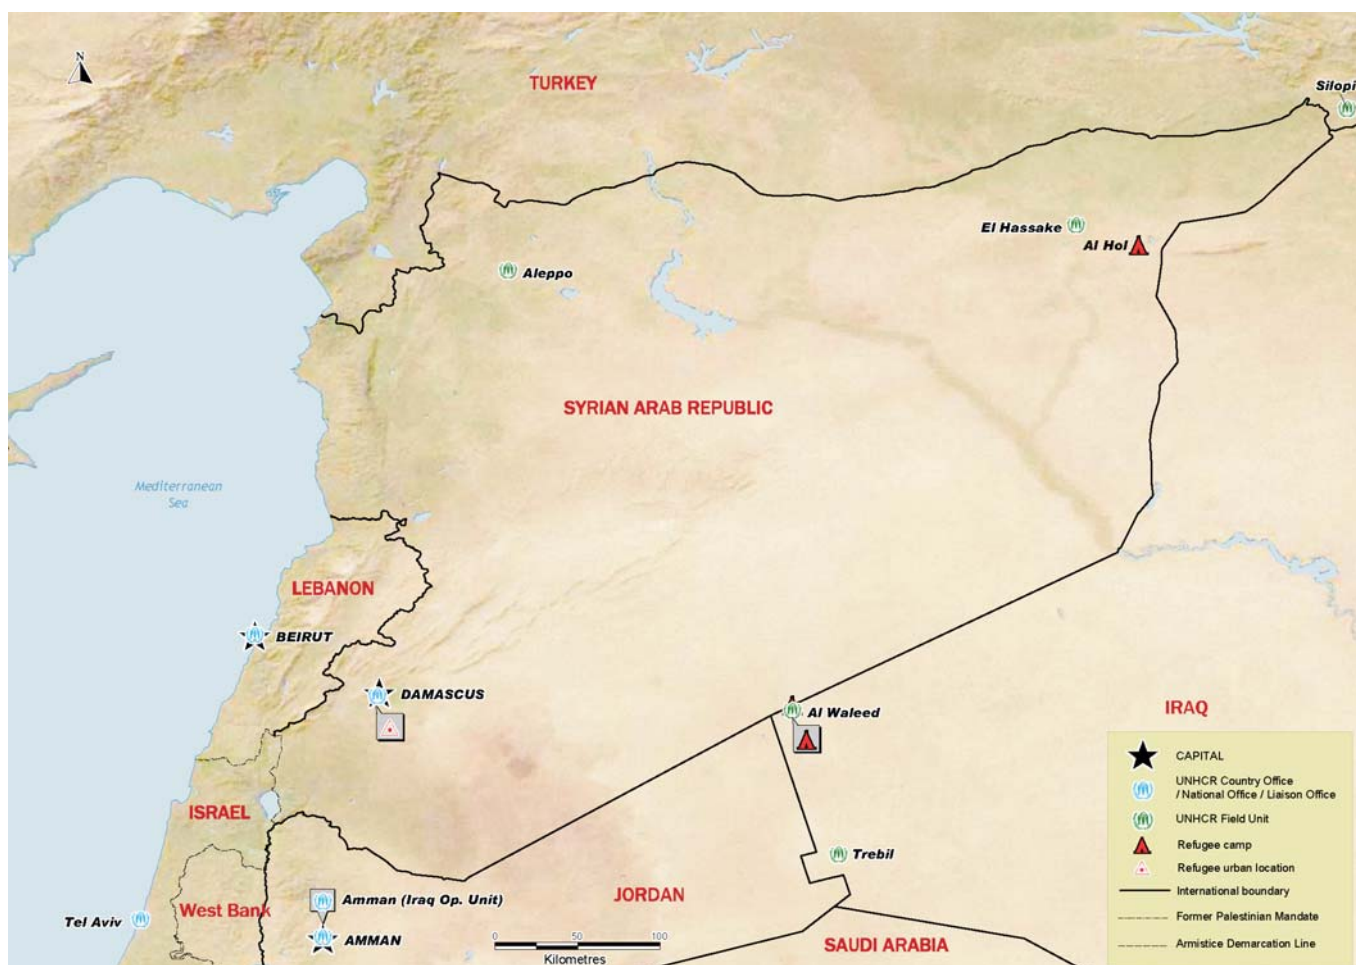 N
TURKEY
Silopi
El Hassake
Al Hol
Aleppo
SYRIAN ARAB REPUBLIC
Mediterranean
Sea
LEBANON
BEIRUT
DAMASCUS
Al Waleed
IRAQ
ISRAEL
Trebil
JORDAN
Amman (Iraq Op. Unit)
West Bank
Tel Aviv
AMMAN
SAUDI ARABIA
0 50 100
Kilometres
CAPITAL
UNHCR Country Office
/ National Office / Liaison Office
UNHCR Field Unit
Refugee camp
Refugee urban location
International boundary
Former Palestinian Mandate
Armistice Demarcation Line